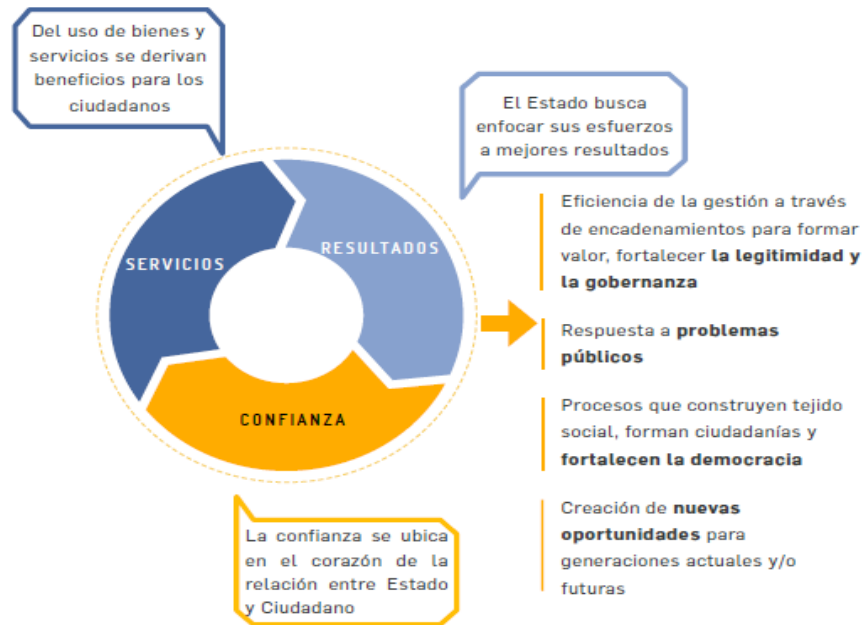 Del uso de bienes y
servicios se derivan
beneficios para los
ciudadanos
El Estado busca
enfocar sus esfuerzos
a mejores resultados
SERVICIOS
RESULTADOS
CONFIANZA
La confianza se ubica
en el corazón de la
relación entre Estado
y Ciudadano
Eficiencia de la gestión a través
de encadenamientos para formar
valor, fortalecer la legitimidad y
la gobernanza
Respuesta a problemas
públicos
Procesos que construyen tejido
social, forman ciudadanías y
fortalecen la democracia
Creación de nuevas
oportunidades para
generaciones actuales y/o
futuras